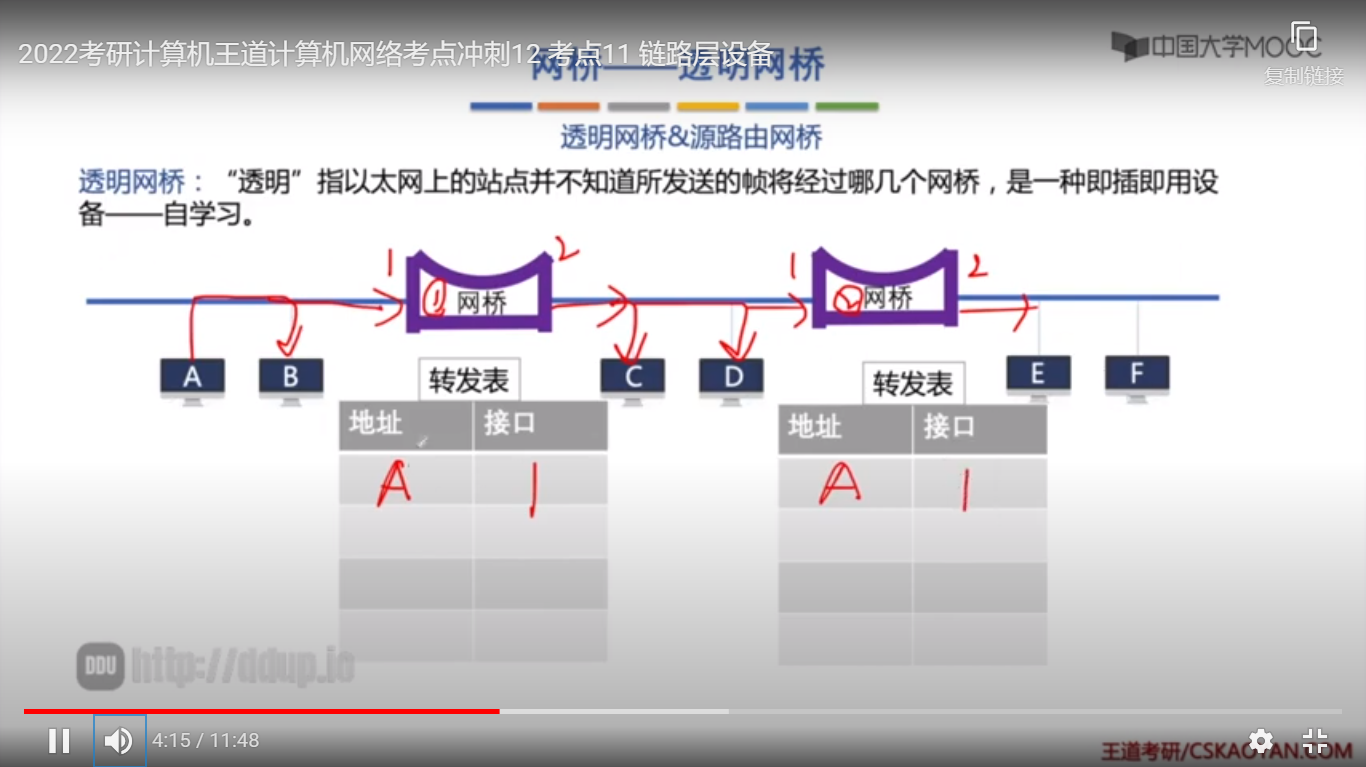 2022考研计算机王道计算机网络考点冲刺12 考点11 链路层设备
网桥——透明网桥
中国大学MOOC
复制链接
透明网桥&源路由网桥
透明网桥：“透明”指以太网上的站点并不知道所发送的帧将经过哪几个网桥，是一种即插即用设
备——自学习。
1 2 1 2
① 网桥 ② 网桥
A B 转发表 C D 转发表 E F
地址 接口 地址 接口
A 1 A 1
DDU http://ddup.io
4:15 / 11:48
王道考研/CSKAOYAN.COM